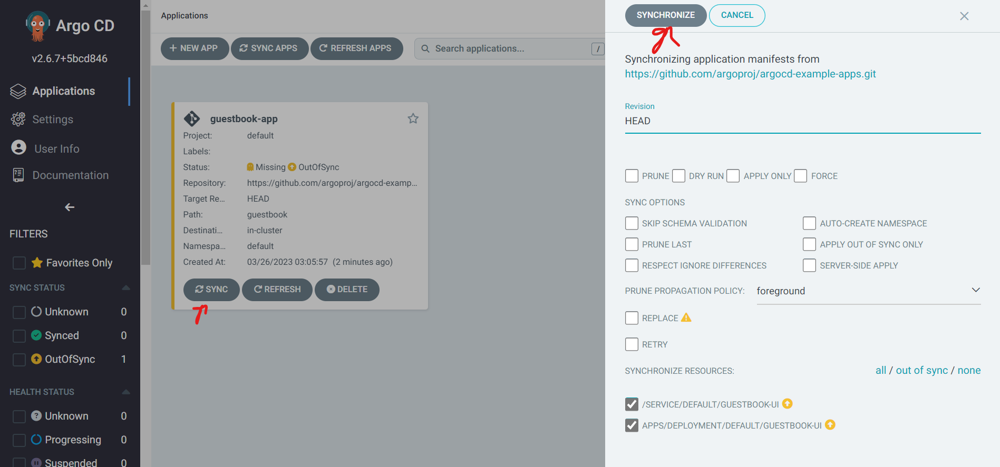 Argo CD
v2.6.7+5bcd846
Applications
Settings
User Info
Documentation
FILTERS
Favorites Only
SYNC STATUS
Unknown 0
Synced 0
OutOfSync 1
HEALTH STATUS
Unknown 0
Progressing 0
Suspended 0
Applications
NEW APP SYNC APPS REFRESH APPS Search applications... /
guestbook-app
Project: default
Labels:
Status: Missing OutOfSync
Repository: https://github.com/argoproj/argocd-examp...
Target Re... HEAD
Path: guestbook
Destinati... in-cluster
Namespa... default
Created At: 03/26/2023 03:05:57 (2 minutes ago)
SYNC REFRESH DELETE
SYNCHRONIZE CANCEL
Synchronizing application manifests from
https://github.com/argoproj/argocd-example-apps.git
Revision
HEAD
PRUNE DRY RUN APPLY ONLY FORCE
SYNC OPTIONS
SKIP SCHEMA VALIDATION AUTO-CREATE NAMESPACE
PRUNE LAST APPLY OUT OF SYNC ONLY
RESPECT IGNORE DIFFERENCES SERVER-SIDE APPLY
PRUNE PROPAGATION POLICY: foreground
REPLACE
RETRY
SYNCHRONIZE RESOURCES: all / out of sync / none
/SERVICE/DEFAULT/GUESTBOOK-UI
APPS/DEPLOYMENT/DEFAULT/GUESTBOOK-UI